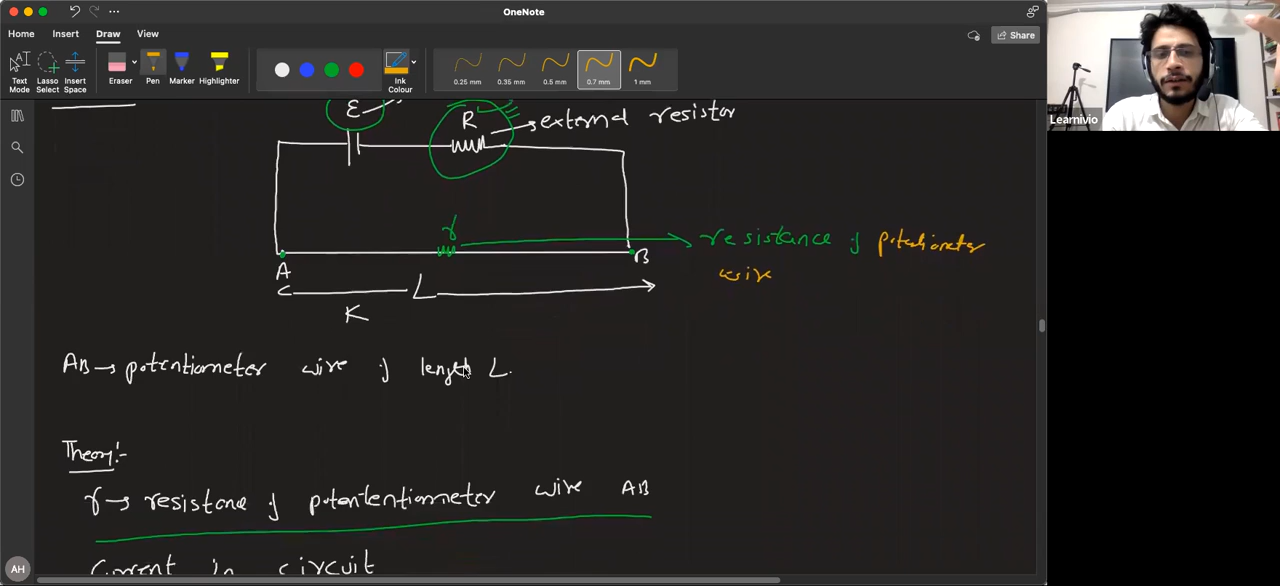 OneNote
Home Insert Draw View
Share
Text Mode Lasso Select Insert Space Eraser Pen Marker Highlighter Ink Colour 0.25 mm 0.35 mm 0.5 mm 0.7 mm 1 mm
Learnivio
ε R → external resistor
r → resistance of potentiometer
wire
A B
L
K
AB → potentiometer wire of length L.
Theory:-
r → resistance of potententiometer wire AB
Current in circuit
AH